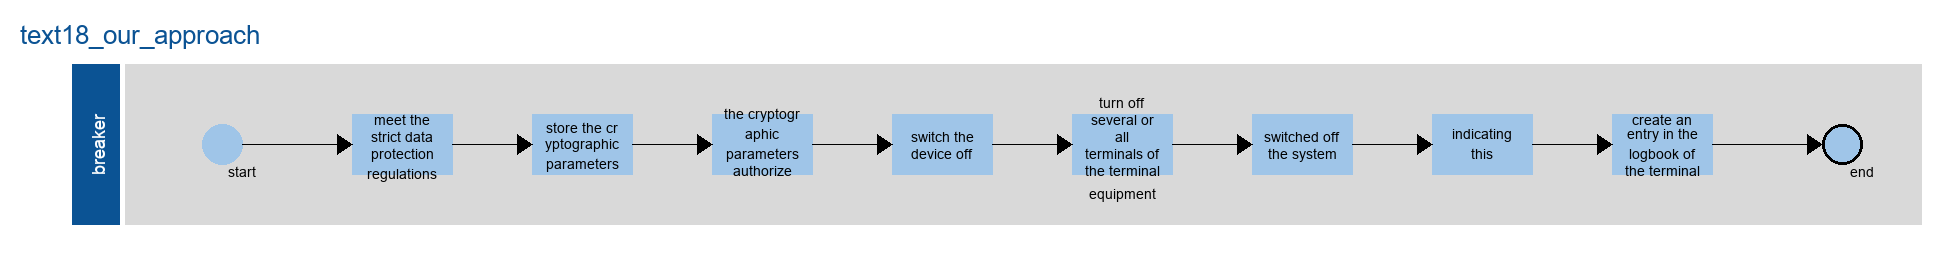 text18_our_approach
breaker
start
meet the
strict data
protection
regulations
store the cr
yptographic
parameters
the cryptogr
aphic
parameters
authorize
switch the
device off
turn off
several or
all
terminals of
the terminal
equipment
switched off
the system
indicating
this
create an
entry in the
logbook of
the terminal
end